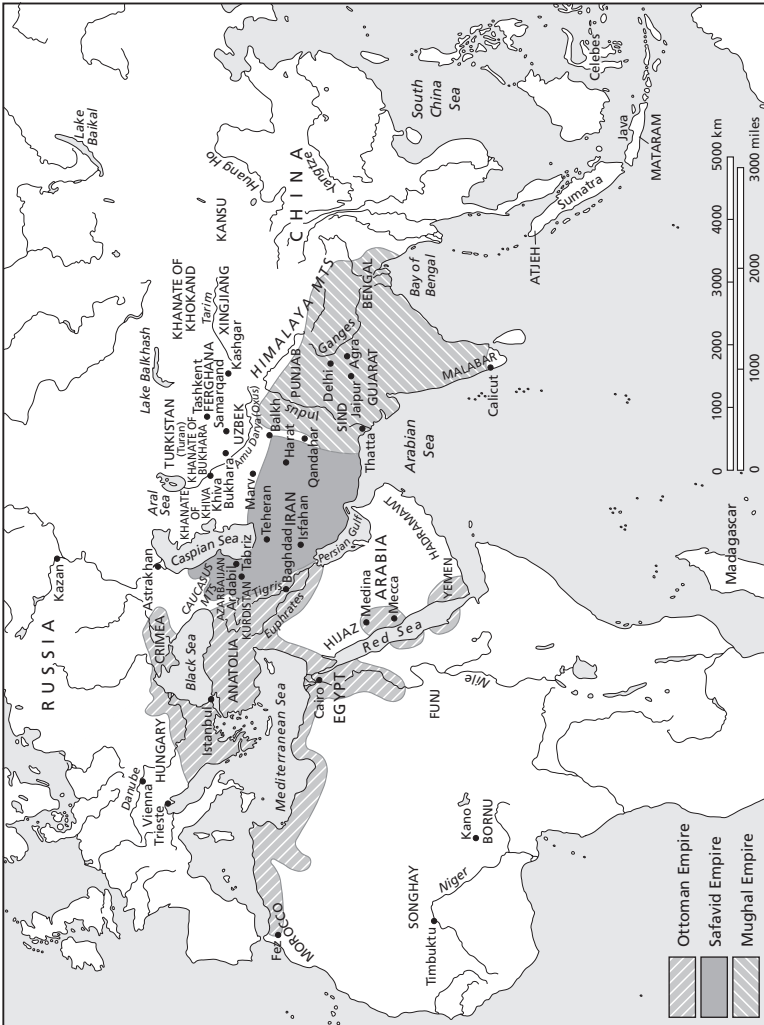 RUSSIA
Kazan
Lake
Baikal
Danube
Vienna
Trieste
HUNGARY
CRIMEA
Astrakhan
Black Sea
CAUCASUS
MTS
Caspian Sea
Aral
Sea
Lake Balkhash
TURKISTAN
(Turan)
KHANATE OF
KHIVA
KHANATE OF
BUKHARA
Khiva
Bukhara
Tashkent
FERGHANA
Samarqand
UZBEK
KHANATE OF
KHOKAND
Tarim
XINGJIANG
Kashgar
KANSU
Huang Ho
Yangtze
CHINA
Istanbul
ANATOLIA
AZARBAIJAN
Ardabil
Tabriz
KURDISTAN
Tigris
Euphrates
Baghdad
Teheran
IRAN
Isfahan
Marv
Amu Darya (Oxus)
Balkh
Harat
Qandahar
HIMALAYA MTS
PUNJAB
Indus
Delhi
Ganges
Agra
Jaipur
SIND
GUJARAT
Thatta
BENGAL
Bay of
Bengal
MALABAR
Calicut
Arabian
Sea
South
China
Sea
Mediterranean Sea
Fez
MOROCCO
Cairo
EGYPT
HIJAZ
Medina
Mecca
ARABIA
Red Sea
Persian Gulf
HADRAMAWT
YEMEN
FUNJ
Nile
Kano
BORNU
SONGHAY
Timbuktu
Niger
Madagascar
ATJEH
Sumatra
Java
MATARAM
Celebes
0 1000 2000 3000 4000 5000 km
0 1000 2000 3000 miles
Ottoman Empire
Safavid Empire
Mughal Empire